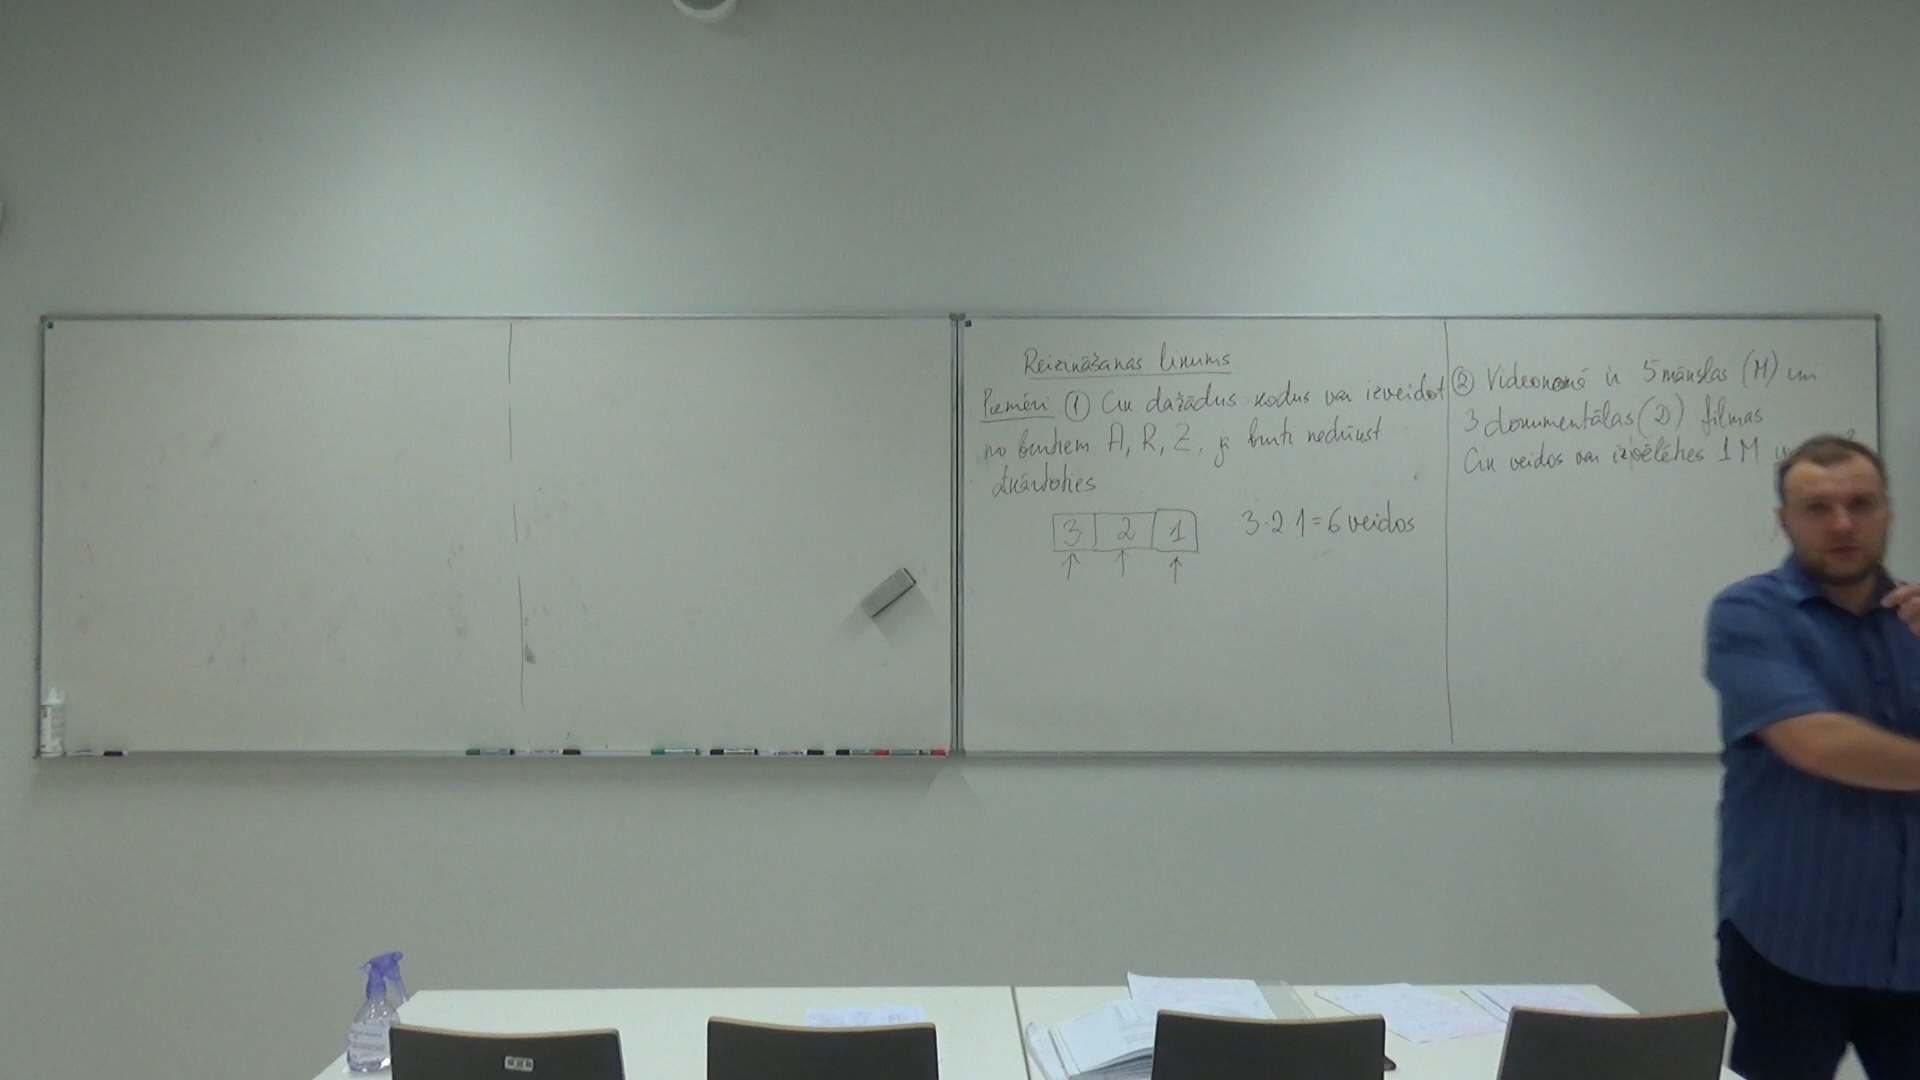 Reizināšanas likums
Piemēri ① Cik dažādus kodus var izveidot
no burtiem A, R, Z, ja burti nedrīkst
atkārtoties
3 2 1 3·2 1=6 veidos
② Videonomā ir 5 mākslas (M) un
3 dokumentālas (D) filmas
Cik veidos var izvēlēties 1 M